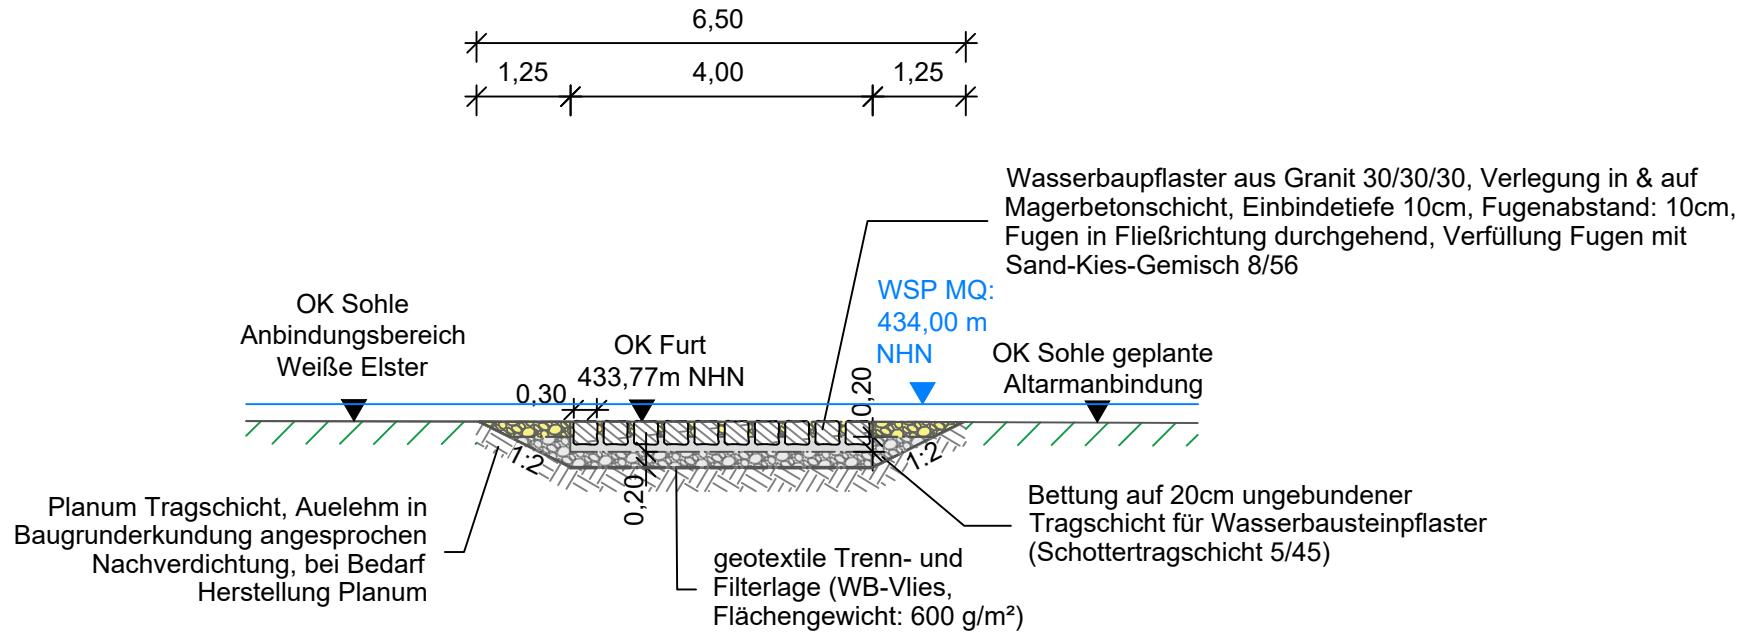 6,50
1,25
4,00
1,25
Wasserbaupflaster aus Granit 30/30/30, Verlegung in & auf
Magerbetonschicht, Einbindetiefe 10cm, Fugenabstand: 10cm,
Fugen in Fließrichtung durchgehend, Verfüllung Fugen mit
Sand-Kies-Gemisch 8/56
WSP MQ:
434,00 m
NHN
OK Sohle
Anbindungsbereich
Weiße Elster
OK Furt
433,77m NHN
OK Sohle geplante
Altarmanbindung
0,30
0,20
1:2
1:2
0,20
Planum Tragschicht, Auelehm in
Baugrunderkundung angesprochen
Nachverdichtung, bei Bedarf
Herstellung Planum
geotextile Trenn- und
Filterlage (WB-Vlies,
Flächengewicht: 600 g/m²)
Bettung auf 20cm ungebundener
Tragschicht für Wasserbausteinpflaster
(Schottertragschicht 5/45)